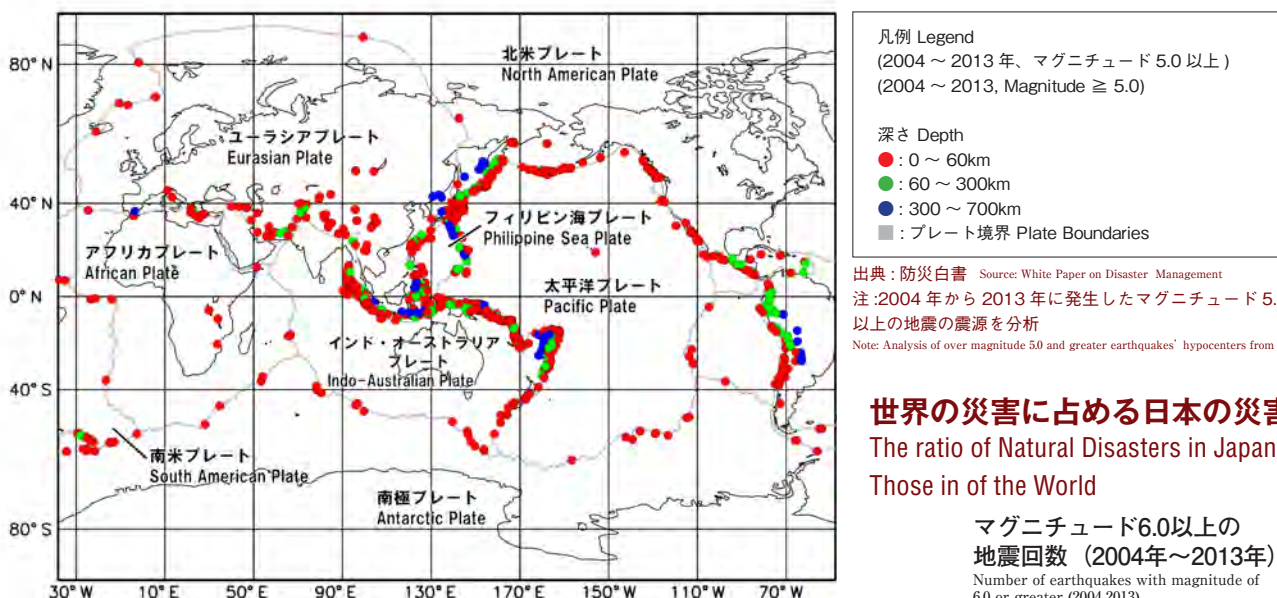 80° N
40° N
0° N
40° S
80° S
30° W
10° E
50° E
90° E
130° E
170° E
150° W
110° W
70° W
北米プレート
North American Plate
ユーラシアプレート
Eurasian Plate
フィリピン海プレート
Philippine Sea Plate
アフリカプレート
African Plate
太平洋プレート
Pacific Plate
インド・オーストラリア
プレート
Indo-Australian Plate
南米プレート
South American Plate
南極プレート
Antarctic Plate
凡例 Legend
(2004 ～ 2013 年、マグニチュード 5.0 以上 )
(2004 ～ 2013, Magnitude ≧ 5.0)
深さ Depth
: 0 ～ 60km
: 60 ～ 300km
: 300 ～ 700km
: プレート境界 Plate Boundaries
出典 : 防災白書 Source: White Paper on Disaster Management
注 :2004 年から 2013 年に発生したマグニチュード 5.
以上の地震の震源を分析
Note: Analysis of over magnitude 5.0 and greater earthquakes' hypocenters from
世界の災害に占める日本の災害
The ratio of Natural Disasters in Japan
Those in of the World
マグニチュード6.0以上の
地震回数（2004年～2013年）
Number of earthquakes with magnitude of
6.0 or greater (2004 2013)